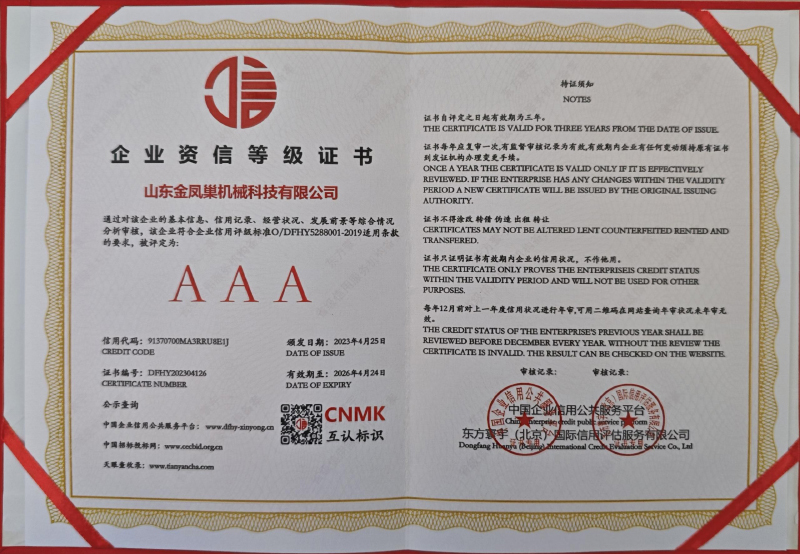 企业资信等级证书
山东金凤巢机械科技有限公司
通过对该企业的基本信息、信用记录、经营状况、发展前景等综合情况
分析审核，该企业符合企业信用评级标准Q/DFHY5288001-2019适用条款
的要求，被评定为：
AAA
信用代码：91370700MA3RRU8E1J
CREDIT CODE
颁发日期：2023年4月25日
DATE OF ISSUE
证书编号：DFHY202304126
CERTIFICATE NUMBER
有效期至：2026年4月24日
DATE OF EXPIRY
公示查询
中国企业信用公共服务平台：www.dfhy-xinyong.cn
中国招标投标网：www.cecbid.org.cn
天眼查收录：www.tianyancha.com
CNMK
互认标识
持证须知
NOTES
证书自评定之日起有效期为三年。
THE CERTIFICATE IS VALID FOR THREE YEARS FROM THE DATE OF ISSUE.
证书每年应复审一次,有监督审核记录为有效,有效期内企业有任何变动须持原有证书
到发证机构办理变更手续。
ONCE A YEAR THE CERTIFICATE IS VALID ONLY IF IT IS EFFECTIVELY
REVIEWED. IF THE ENTERPRISE HAS ANY CHANGES WITHIN THE VALIDITY
PERIOD A NEW CERTIFICATE WILL BE ISSUED BY THE ORIGINAL ISSUING
AUTHORITY.
证书不得涂改 转借 伪造 出租 转让
CERTIFICATES MAY NOT BE ALTERED LENT COUNTERFEITED RENTED AND
TRANSFERED.
证书只证明证书有效期内企业的信用状况，不作他用。
THE CERTIFICATE ONLY PROVES THE ENTERPRISEIS CREDIT STATUS
WITHIN THE VALIDITY PERIOD AND WILL NOT BE USED FOR OTHER
PURPOSES.
每年12月前对上一年度信用状况进行年审,可用二维码在网站查询年审状况未年审无
效。
THE CREDIT STATUS OF THE ENTERPRISE'S PREVIOUS YEAR SHALL BE
REVIEWED BEFORE DECEMBER EVERY YEAR. WITHOUT THE REVIEW THE
CERTIFICATE IS INVALID. THE RESULT CAN BE CHECKED ON THE WEBSITE.
审核记录： 审核记录：
中国企业信用公共服务平台
China enterprise credit public service platform
东方寰宇（北京）国际信用评估服务有限公司
Dongfang Huanyu (Beijing) International Credit Evaluation Service Co., Ltd